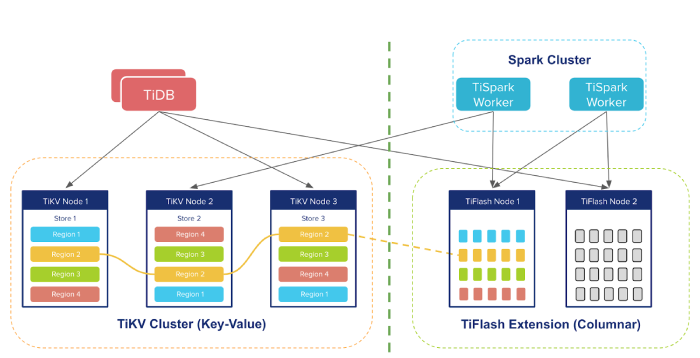 Spark Cluster
TiDB
TiSpark
Worker
TiSpark
Worker
TiKV Node 1
Store 1
Region 1
Region 2
Region 3
Region 4
TiKV Node 2
Store 2
Region 4
Region 3
Region 2
Region 1
TiKV Node 3
Store 3
Region 2
Region 3
Region 4
Region 1
TiFlash Node 1
TiFlash Node 2
TiKV Cluster (Key-Value)
TiFlash Extension (Columnar)